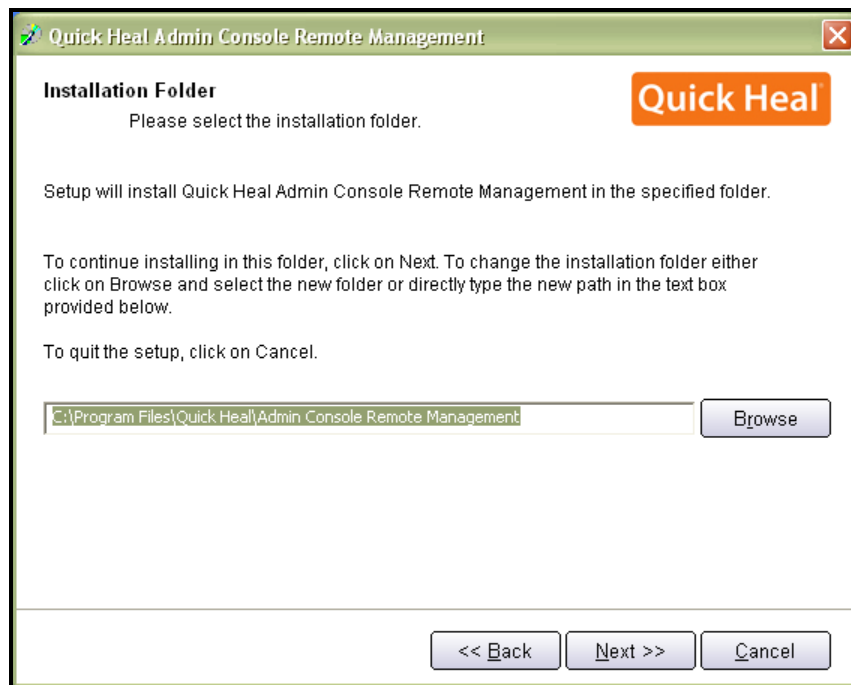 Quick Heal Admin Console Remote Management
Installation Folder
Please select the installation folder.
Quick Heal
Setup will install Quick Heal Admin Console Remote Management in the specified folder.
To continue installing in this folder, click on Next. To change the installation folder either
click on Browse and select the new folder or directly type the new path in the text box
provided below.
To quit the setup, click on Cancel.
C:\Program Files\Quick Heal\Admin Console Remote Management
Browse
<< Back
Next >>
Cancel